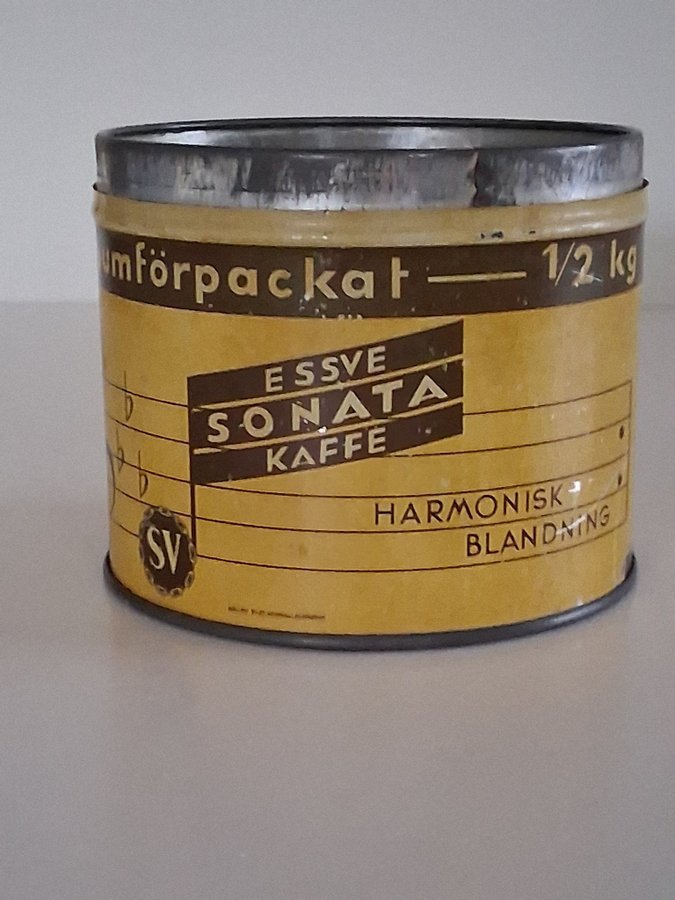 umförpackat — 1/2 kg
ESSVE
SONATA
KAFFE
HARMONISK
BLANDNING
SV